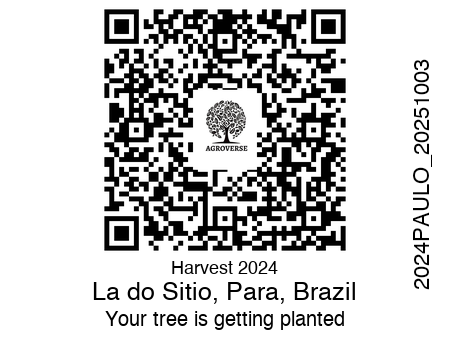 AGROVERSE
Harvest 2024
La do Sitio, Para, Brazil
Your tree is getting planted
2024PAULO_20251003